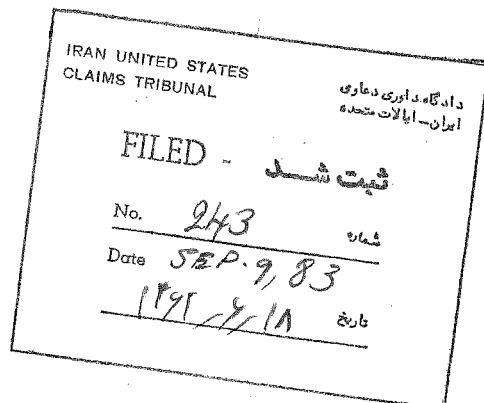 IRAN UNITED STATES
CLAIMS TRIBUNAL
دادگاه داوری دعاوی
ایران - ایالات متحده
FILED - ثبت شد
No. 243 شماره
Date SEP. 9, 83
۱۳۶۲/۶/۱۸ تاریخ